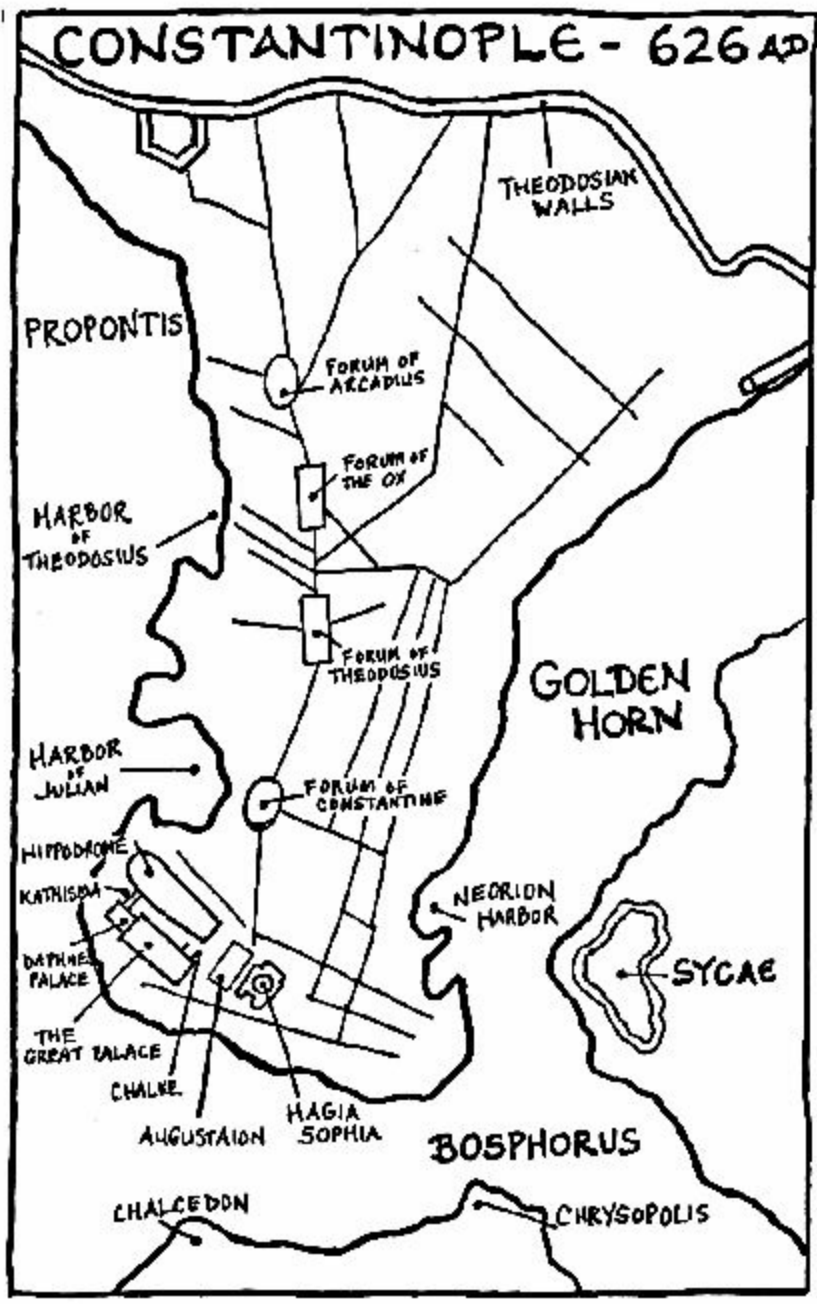 CONSTANTINOPLE - 626 AD
THEODOSIAN
WALLS
PROPONTIS
FORUM OF
ARCADIUS
FORUM OF
THE OX
HARBOR
OF
THEODOSIUS
FORUM OF
THEODOSIUS
GOLDEN
HORN
HARBOR
OF
JULIAN
FORUM OF
CONSTANTINE
HIPPODROME
KATHISMA
NEORION
HARBOR
DAPHNE
PALACE
SYCAE
THE
GREAT PALACE
CHALKE
AUGUSTAION
HAGIA
SOPHIA
BOSPHORUS
CHALCEDON
CHRYSOPOLIS